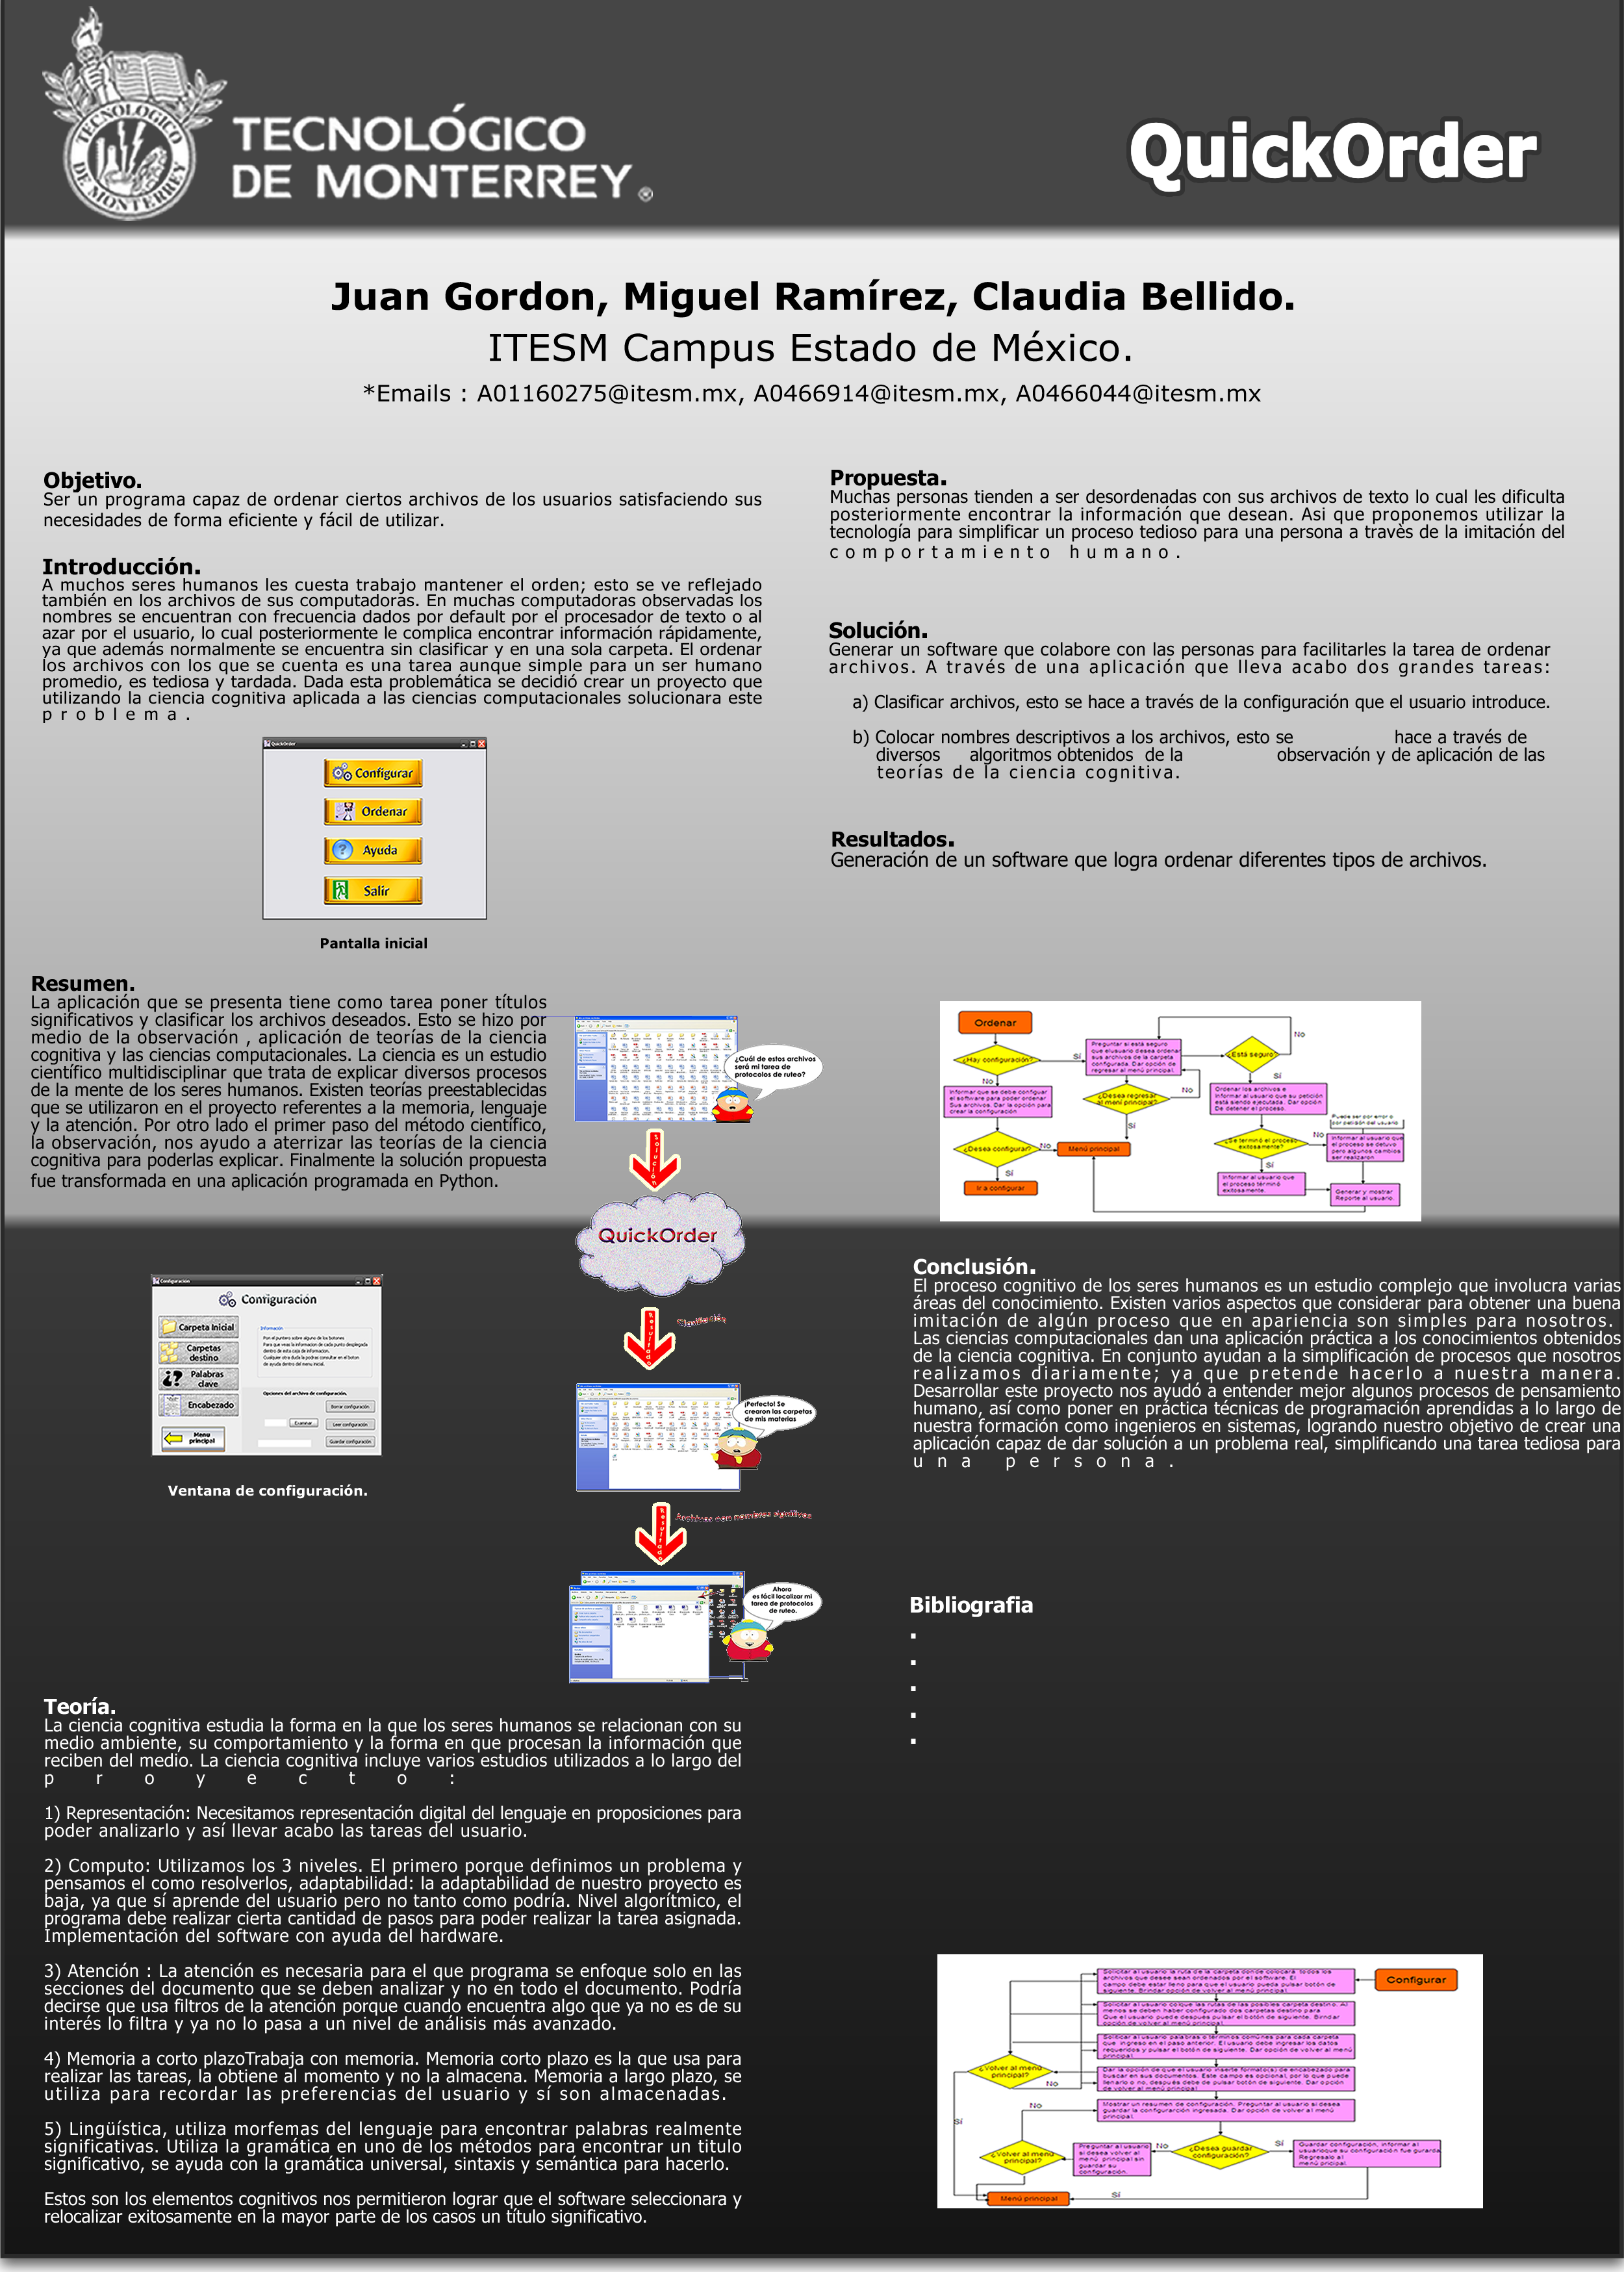 TECNOLÓGICO
DE MONTERREY®
QuickOrder
Juan Gordon, Miguel Ramírez, Claudia Bellido.
ITESM Campus Estado de México.
*Emails : A01160275@itesm.mx, A0466914@itesm.mx, A0466044@itesm.mx
Objetivo.
Ser un programa capaz de ordenar ciertos archivos de los usuarios satisfaciendo sus
necesidades de forma eficiente y fácil de utilizar.
Introducción.
A muchos seres humanos les cuesta trabajo mantener el orden; esto se ve reflejado
también en los archivos de sus computadoras. En muchas computadoras observadas los
nombres se encuentran con frecuencia dados por default por el procesador de texto o al
azar por el usuario, lo cual posteriormente le complica encontrar información rápidamente,
ya que además normalmente se encuentra sin clasificar y en una sola carpeta. El ordenar
los archivos con los que se cuenta es una tarea aunque simple para un ser humano
promedio, es tediosa y tardada. Dada esta problemática se decidió crear un proyecto que
utilizando la ciencia cognitiva aplicada a las ciencias computacionales solucionara este
problema.
QuickOrder
Configurar
Ordenar
Ayuda
Salir
Pantalla inicial
Resumen.
La aplicación que se presenta tiene como tarea poner títulos
significativos y clasificar los archivos deseados. Esto se hizo por
medio de la observación , aplicación de teorías de la ciencia
cognitiva y las ciencias computacionales. La ciencia es un estudio
científico multidisciplinar que trata de explicar diversos procesos
de la mente de los seres humanos. Existen teorías preestablecidas
que se utilizaron en el proyecto referentes a la memoria, lenguaje
y la atención. Por otro lado el primer paso del método científico,
la observación, nos ayudo a aterrizar las teorías de la ciencia
cognitiva para poderlas explicar. Finalmente la solución propuesta
fue transformada en una aplicación programada en Python.
¿Cuál de estos archivos
será mi tarea de
protocolos de ruteo?
Solución
QuickOrder
Resultado
Clasificación
¡Perfecto! Se
crearon las carpetas
de mis materias
Resultado
Archivos con nombres signifivos
Ahora
es fácil localizar mi
tarea de protocolos
de ruteo.
Configuración
Configuración
Carpeta Inicial
Carpetas
destino
Palabras
clave
Encabezado
Menu
principal
Información
Pon el puntero sobre alguno de los botones
Para que veas la informacion de cada punto desplegada
dentro de esta caja de informacion.
Cualquier otra duda la podras consultar en el boton
de ayuda dentro del menu inicial.
Opciones del archivo de configuración.
Borrar configuración
Examinar
Leer configuración
Guardar configuración
Ventana de configuración.
Teoría.
La ciencia cognitiva estudia la forma en la que los seres humanos se relacionan con su
medio ambiente, su comportamiento y la forma en que procesan la información que
reciben del medio. La ciencia cognitiva incluye varios estudios utilizados a lo largo del
proyecto:
1) Representación: Necesitamos representación digital del lenguaje en proposiciones para
poder analizarlo y así llevar acabo las tareas del usuario.
2) Computo: Utilizamos los 3 niveles. El primero porque definimos un problema y
pensamos el como resolverlos, adaptabilidad: la adaptabilidad de nuestro proyecto es
baja, ya que sí aprende del usuario pero no tanto como podría. Nivel algorítmico, el
programa debe realizar cierta cantidad de pasos para poder realizar la tarea asignada.
Implementación del software con ayuda del hardware.
3) Atención : La atención es necesaria para el que programa se enfoque solo en las
secciones del documento que se deben analizar y no en todo el documento. Podría
decirse que usa filtros de la atención porque cuando encuentra algo que ya no es de su
interés lo filtra y ya no lo pasa a un nivel de análisis más avanzado.
4) Memoria a corto plazoTrabaja con memoria. Memoria corto plazo es la que usa para
realizar las tareas, la obtiene al momento y no la almacena. Memoria a largo plazo, se
utiliza para recordar las preferencias del usuario y sí son almacenadas.
5) Lingüística, utiliza morfemas del lenguaje para encontrar palabras realmente
significativas. Utiliza la gramática en uno de los métodos para encontrar un titulo
significativo, se ayuda con la gramática universal, sintaxis y semántica para hacerlo.
Estos son los elementos cognitivos nos permitieron lograr que el software seleccionara y
relocalizar exitosamente en la mayor parte de los casos un título significativo.
Propuesta.
Muchas personas tienden a ser desordenadas con sus archivos de texto lo cual les dificulta
posteriormente encontrar la información que desean. Asi que proponemos utilizar la
tecnología para simplificar un proceso tedioso para una persona a travès de la imitación del
comportamiento humano.
Solución.
Generar un software que colabore con las personas para facilitarles la tarea de ordenar
archivos. A través de una aplicación que lleva acabo dos grandes tareas:
a) Clasificar archivos, esto se hace a través de la configuración que el usuario introduce.
b) Colocar nombres descriptivos a los archivos, esto se hace a través de
diversos algoritmos obtenidos de la observación y de aplicación de las
teorías de la ciencia cognitiva.
Resultados.
Generación de un software que logra ordenar diferentes tipos de archivos.
Ordenar
¿Hay configuración?
Sí
No
Preguntar si está seguro
que elusuario desea ordenar
sus archivos de la carpeta
configurada. Dar opción de
regresar al menú principal.
¿Está seguro?
No
Sí
Informar que se debe configuar
el software para poder ordenar
Sus archivos. Dar la opción para
crear la configuración
¿Desea regresar
al mení principal?
No
Sí
Ordenar los archivos e
Informar al usuario que su petición
está siendo ejecutada. Dar opción
De detener el proceso.
Puede ser por error o
por petición del usuario
¿Desea configurar?
No
Menú principal
Sí
Ir a configurar
¿Se terminó el proceso
exitosamente?
No
Sí
Informar al usuario que
el proceso se detuvo
pero algunos cambios
ser realizaron
Informar al usuario que
el proceso términó
exitosamente.
Generar y mostrar
Reporte al usuario.
Conclusión.
El proceso cognitivo de los seres humanos es un estudio complejo que involucra varias
áreas del conocimiento. Existen varios aspectos que considerar para obtener una buena
imitación de algún proceso que en apariencia son simples para nosotros.
Las ciencias computacionales dan una aplicación práctica a los conocimientos obtenidos
de la ciencia cognitiva. En conjunto ayudan a la simplificación de procesos que nosotros
realizamos diariamente; ya que pretende hacerlo a nuestra manera.
Desarrollar este proyecto nos ayudó a entender mejor algunos procesos de pensamiento
humano, así como poner en práctica técnicas de programación aprendidas a lo largo de
nuestra formación como ingenieros en sistemas, logrando nuestro objetivo de crear una
aplicación capaz de dar solución a un problema real, simplificando una tarea tediosa para
una persona.
Bibliografia
Configurar
Solicitar al usuario la ruta de la carpeta donde colocará todos los
archivos que desee sean ordenados por el software. El
campo debe estar lleno para que el usuario pueda pulsar botón de
siguiente. Brindar opción de volver al menú principal.
Solicitar al usuario coloque las rutas de las posibles carpeta destino. Al
menos se deben haber configurado dos carpetas destino para
Que el usuario puede después pulsar el botón de siguiente. Birndar
opción de volver al menú principal
Solicitar al usuario palabras o términos comúnes para cada carpeta
que ingreso en el paso anterior. El usuario debe ingresar los datos
requeridos y pulsar el botón de siguiente. Dar opción de volver al menú
principal
Dar la opción de que el usuario inserte formato(s) de encabezado para
buscar en sus documentos. Este campo es opcional, por lo que puede
llenarlo o no, después debe de pulsar botón de siguiente. Dar opción
de volver al menú principal
¿Volver al menú
principal?
No
Sí
Mostrar un resumen de configuración. Preguntar al usuario si desea
guardar la configurarción ingresada. Dar opción de volver al menú
principal.
No
¿Volver al menú
principal?
Preguntar al usuario
si desea volver al
menú principal sin
guardar su
configuración.
No
¿Desea guardar
configuración?
Sí
Guardar configuración, informar al
usuarioque su configuración fue gurarda
Regresalo al
menú pricipal.
Sí
Menú principal